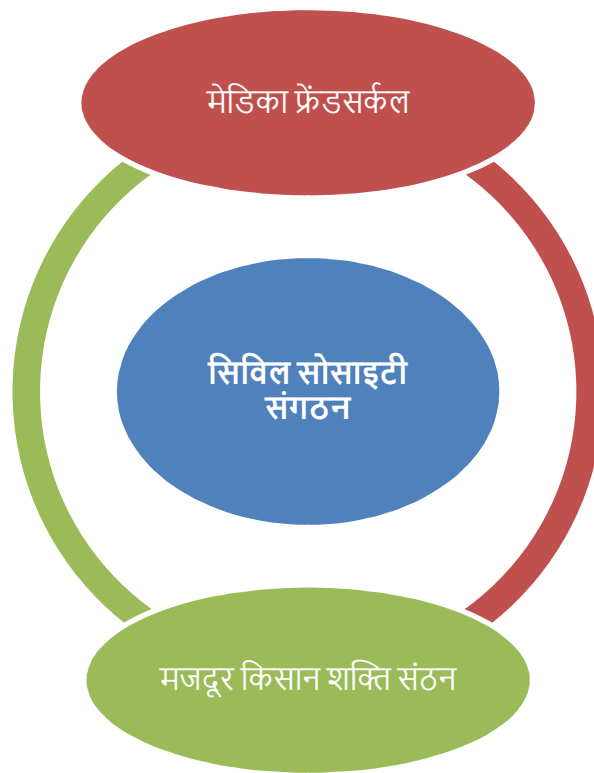 मेडिका फ्रेंडसर्कल
सिविल सोसाइटी
संगठन
मजदूर किसान शक्ति संठन